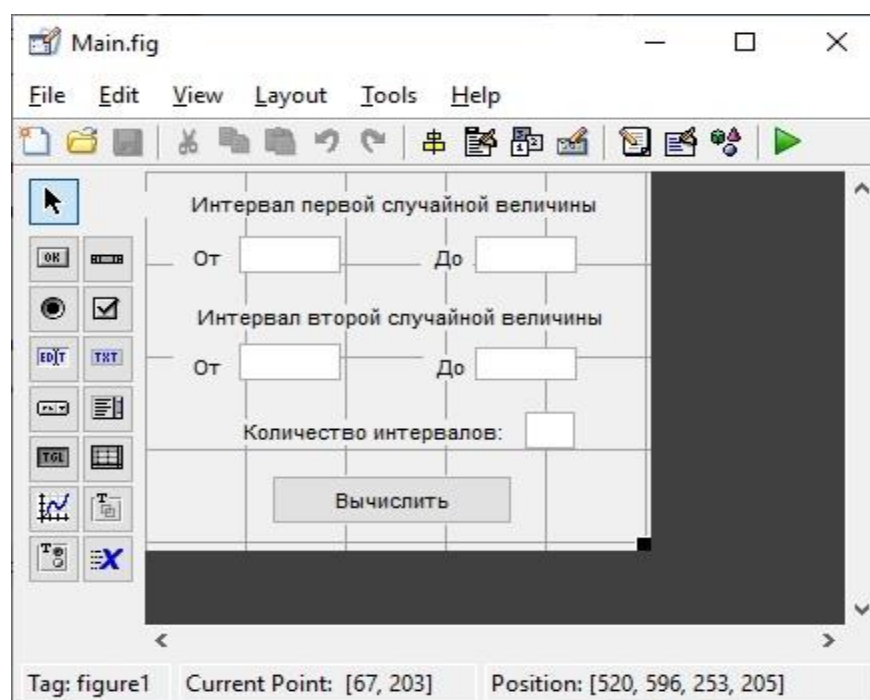 Main.fig
File Edit View Layout Tools Help
Интервал первой случайной величины
От До
Интервал второй случайной величины
От До
Количество интервалов:
Вычислить
OK
EDIT TXT
TGL
Tag: figure1 Current Point: [67, 203] Position: [520, 596, 253, 205]